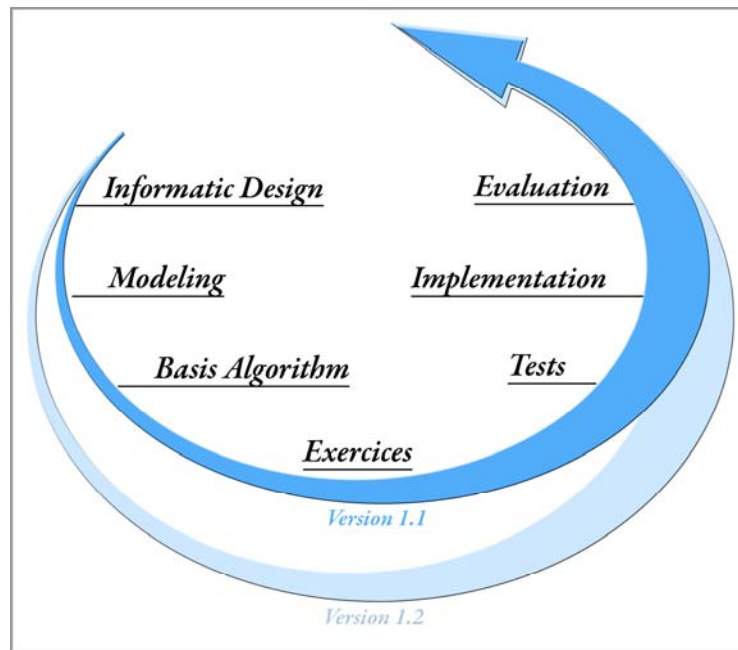 Informatic Design
Evaluation
Modeling
Implementation
Basis Algorithm
Tests
Exercices
Version 1.1
Version 1.2